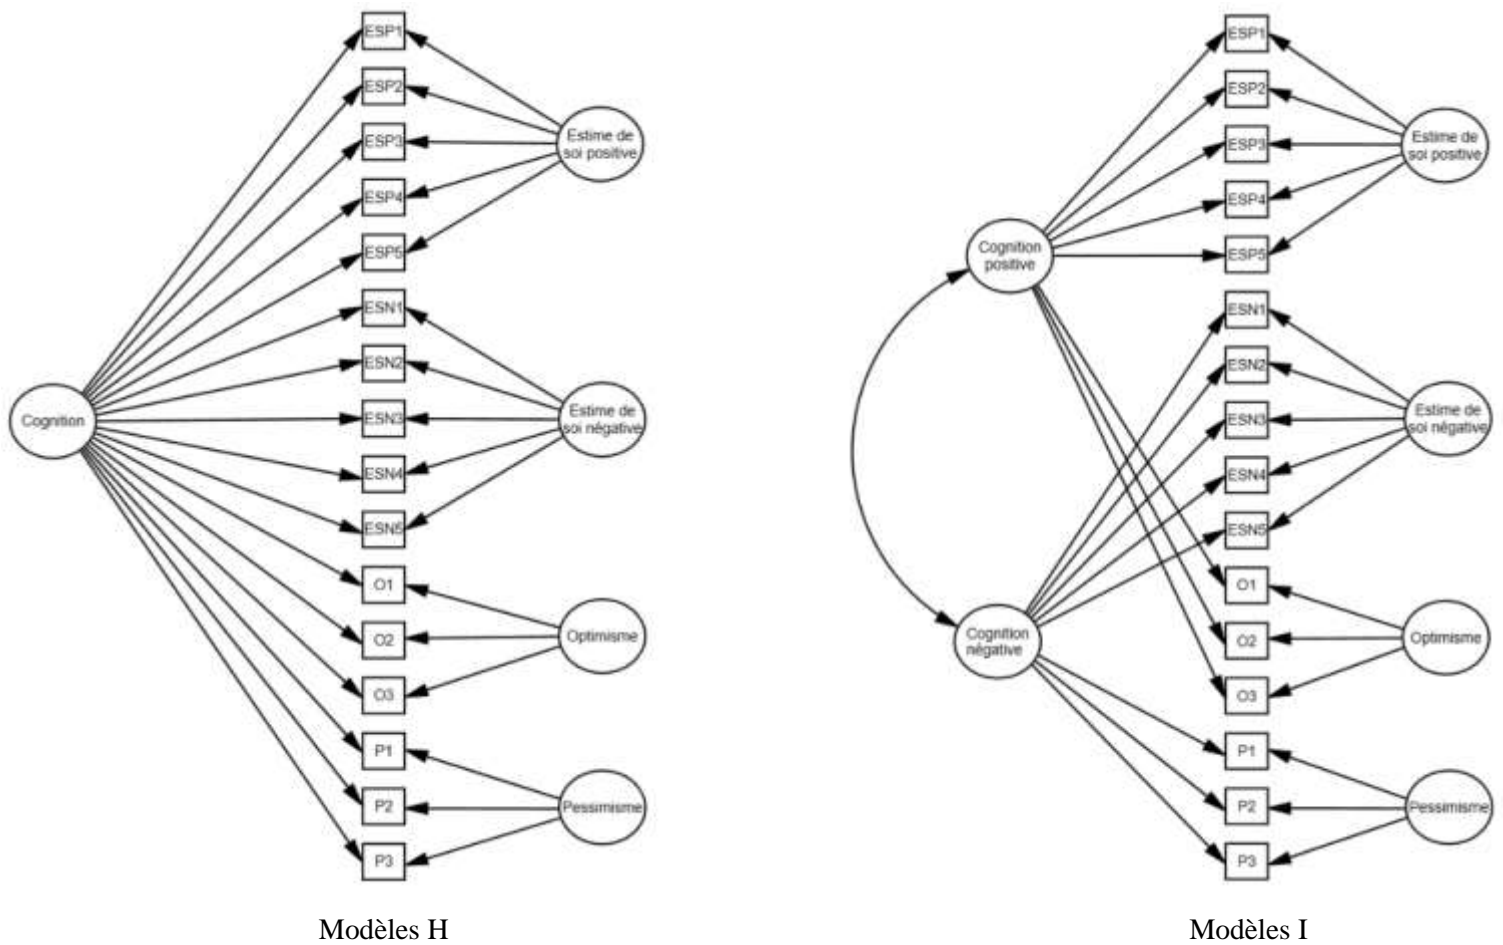 ESP1
ESP2
ESP3
ESP4
ESP5
ESN1
ESN2
ESN3
ESN4
ESN5
O1
O2
O3
P1
P2
P3
Cognition
Estime de
soi positive
Estime de
soi négative
Optimisme
Pessimisme
Modèles H
ESP1
ESP2
ESP3
ESP4
ESP5
ESN1
ESN2
ESN3
ESN4
ESN5
O1
O2
O3
P1
P2
P3
Cognition
positive
Cognition
négative
Estime de
soi positive
Estime de
soi négative
Optimisme
Pessimisme
Modèles I